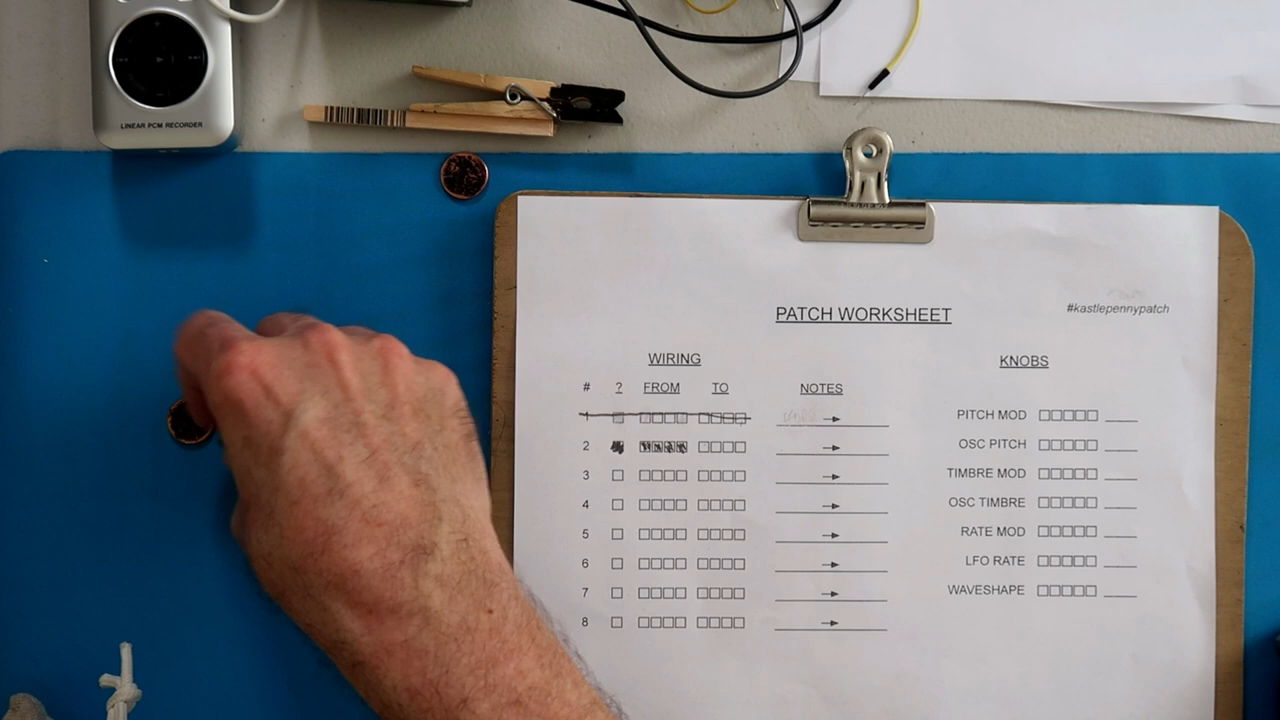 LINEAR PCM RECORDER
PATCH WORKSHEET
#kastlepennypatch
WIRING
KNOBS
# ? FROM TO NOTES
1
2
3
4
5
6
7
8
PITCH MOD
OSC PITCH
TIMBRE MOD
OSC TIMBRE
RATE MOD
LFO RATE
WAVESHAPE